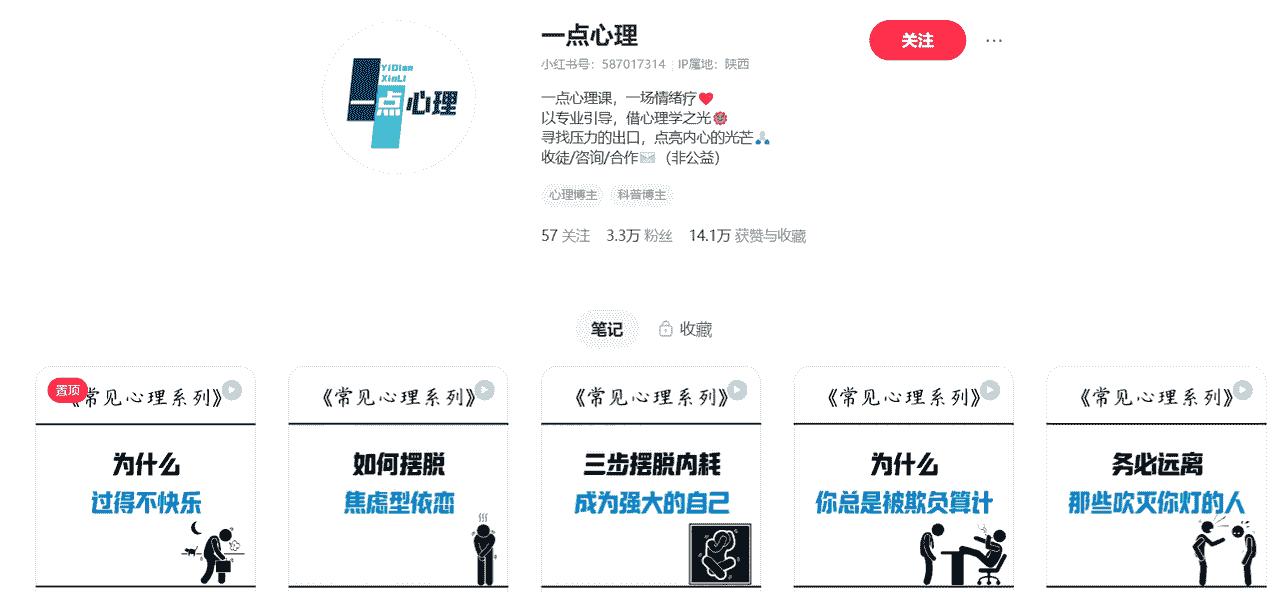 YiDian
XinLi
一点心理
一点心理
关注
小红书号：587017314
IP属地：陕西
一点心理课，一场情绪疗
以专业引导，借心理学之光
寻找压力的出口，点亮内心的光芒
收徒/咨询/合作（非公益）
心理博主
科普博主
57 关注 3.3万 粉丝 14.1万 获赞与收藏
笔记
收藏
置顶
《常见心理系列》
为什么
过得不快乐
《常见心理系列》
如何摆脱
焦虑型依恋
《常见心理系列》
三步摆脱内耗
成为强大的自己
《常见心理系列》
为什么
你总是被欺负算计
《常见心理系列》
务必远离
那些吹灭你灯的人